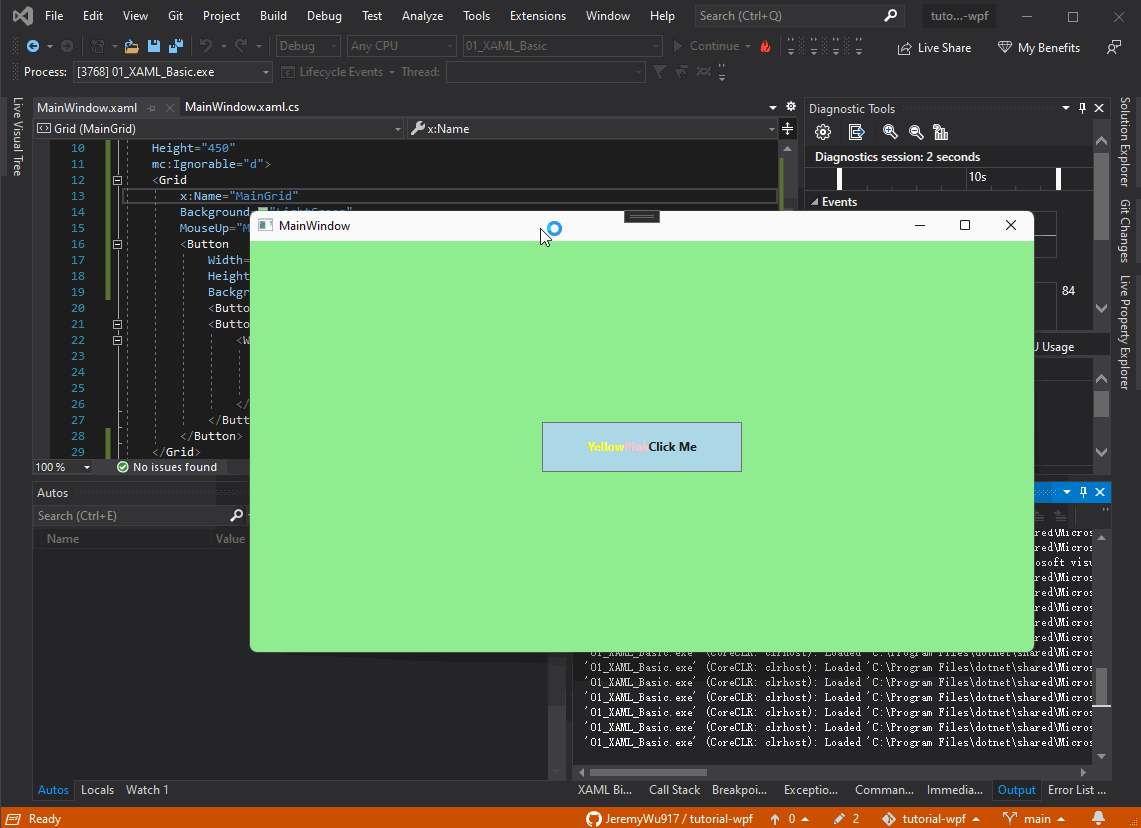 File Edit View Git Project Build Debug Test Analyze Tools Extensions Window Help Search (Ctrl+Q) tuto...-wpf
Debug Any CPU 01_XAML_Basic Continue Live Share My Benefits
Process: [3768] 01_XAML_Basic.exe Lifecycle Events Thread:
Live Visual Tree
MainWindow.xaml MainWindow.xaml.cs
Grid (MainGrid) x:Name
10 Height="450"
11 mc:Ignorable="d">
12 <Grid
13 x:Name="MainGrid"
14 Background="LightGreen"
15 MouseUp="M
16 <Button
17 Width=
18 Height
19 Backgr
20 <Butto
21 <Butto
22 <W
23
24
25
26 </
27 </Butt
28 </Button>
29 </Grid>
100 % No issues found
Diagnostic Tools
Diagnostics session: 2 seconds
10s
Events
84
Usage
Solution Explorer
Git Changes
Live Property Explorer
MainWindow
YellowPinkClick Me
Autos
Search (Ctrl+E)
Name Value
red\Micros
red\Micros
osoft visu
red\Micros
red\Micros
red\Micros
red\Micros
red\Micros
'01_XAML_Basic.exe' (CoreCLR: clrhost): Loaded 'C:\Program Files\dotnet\shared\Micros
'01_XAML_Basic.exe' (CoreCLR: clrhost): Loaded 'C:\Program Files\dotnet\shared\Micros
'01_XAML_Basic.exe' (CoreCLR: clrhost): Loaded 'C:\Program Files\dotnet\shared\Micros
'01_XAML_Basic.exe' (CoreCLR: clrhost): Loaded 'C:\Program Files\dotnet\shared\Micros
'01_XAML_Basic.exe' (CoreCLR: clrhost): Loaded 'C:\Program Files\dotnet\shared\Micros
'01_XAML_Basic.exe' (CoreCLR: clrhost): Loaded 'C:\Program Files\dotnet\shared\Micros
'01_XAML_Basic.exe' (CoreCLR: clrhost): Loaded 'C:\Program Files\dotnet\shared\Micros
Autos Locals Watch 1
XAML Bi... Call Stack Breakpoi... Exceptio... Comman... Immedia... Output Error List ...
Ready JeremyWu917 / tutorial-wpf 0 2 tutorial-wpf main